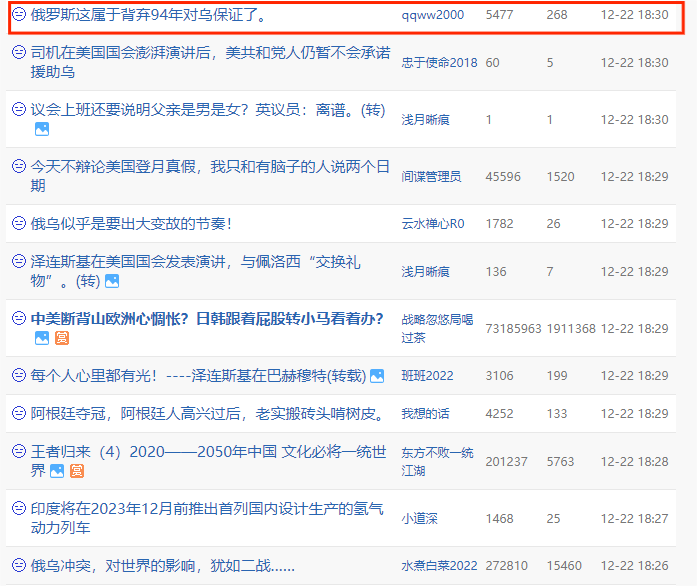 俄罗斯这属于背弃94年对乌保证了。 qqww2000 5477 268 12-22 18:30
司机在美国国会澎湃演讲后，美共和党人仍暂不会承诺
援助乌 忠于使命2018 60 5 12-22 18:30
议会上班还要说明父亲是男是女？英议员：离谱。(转) 浅月晰痕 1 1 12-22 18:30
今天不辩论美国登月真假，我只和有脑子的人说两个日
期 间谍管理员 45596 1520 12-22 18:29
俄乌似乎是要出大变故的节奏！ 云水禅心R0 1782 26 12-22 18:29
泽连斯基在美国国会发表演讲，与佩洛西“交换礼
物”。(转) 浅月晰痕 136 7 12-22 18:29
中美断背山欧洲心惆怅？日韩跟着屁股转小马看着办？
赏 战略忽悠局喝
过茶 73185963 1911368 12-22 18:29
每个人心里都有光！----泽连斯基在巴赫穆特(转载) 班班2022 3106 199 12-22 18:29
阿根廷夺冠，阿根廷人高兴过后，老实搬砖头啃树皮。 我想的话 4252 133 12-22 18:29
王者归来（4）2020——2050年中国 文化必将一统世
界 赏 东方不败一统
江湖 201237 5763 12-22 18:28
印度将在2023年12月前推出首列国内设计生产的氢气
动力列车 小道深 1468 25 12-22 18:27
俄乌冲突，对世界的影响，犹如二战...... 水煮白菜2022 272810 15460 12-22 18:26